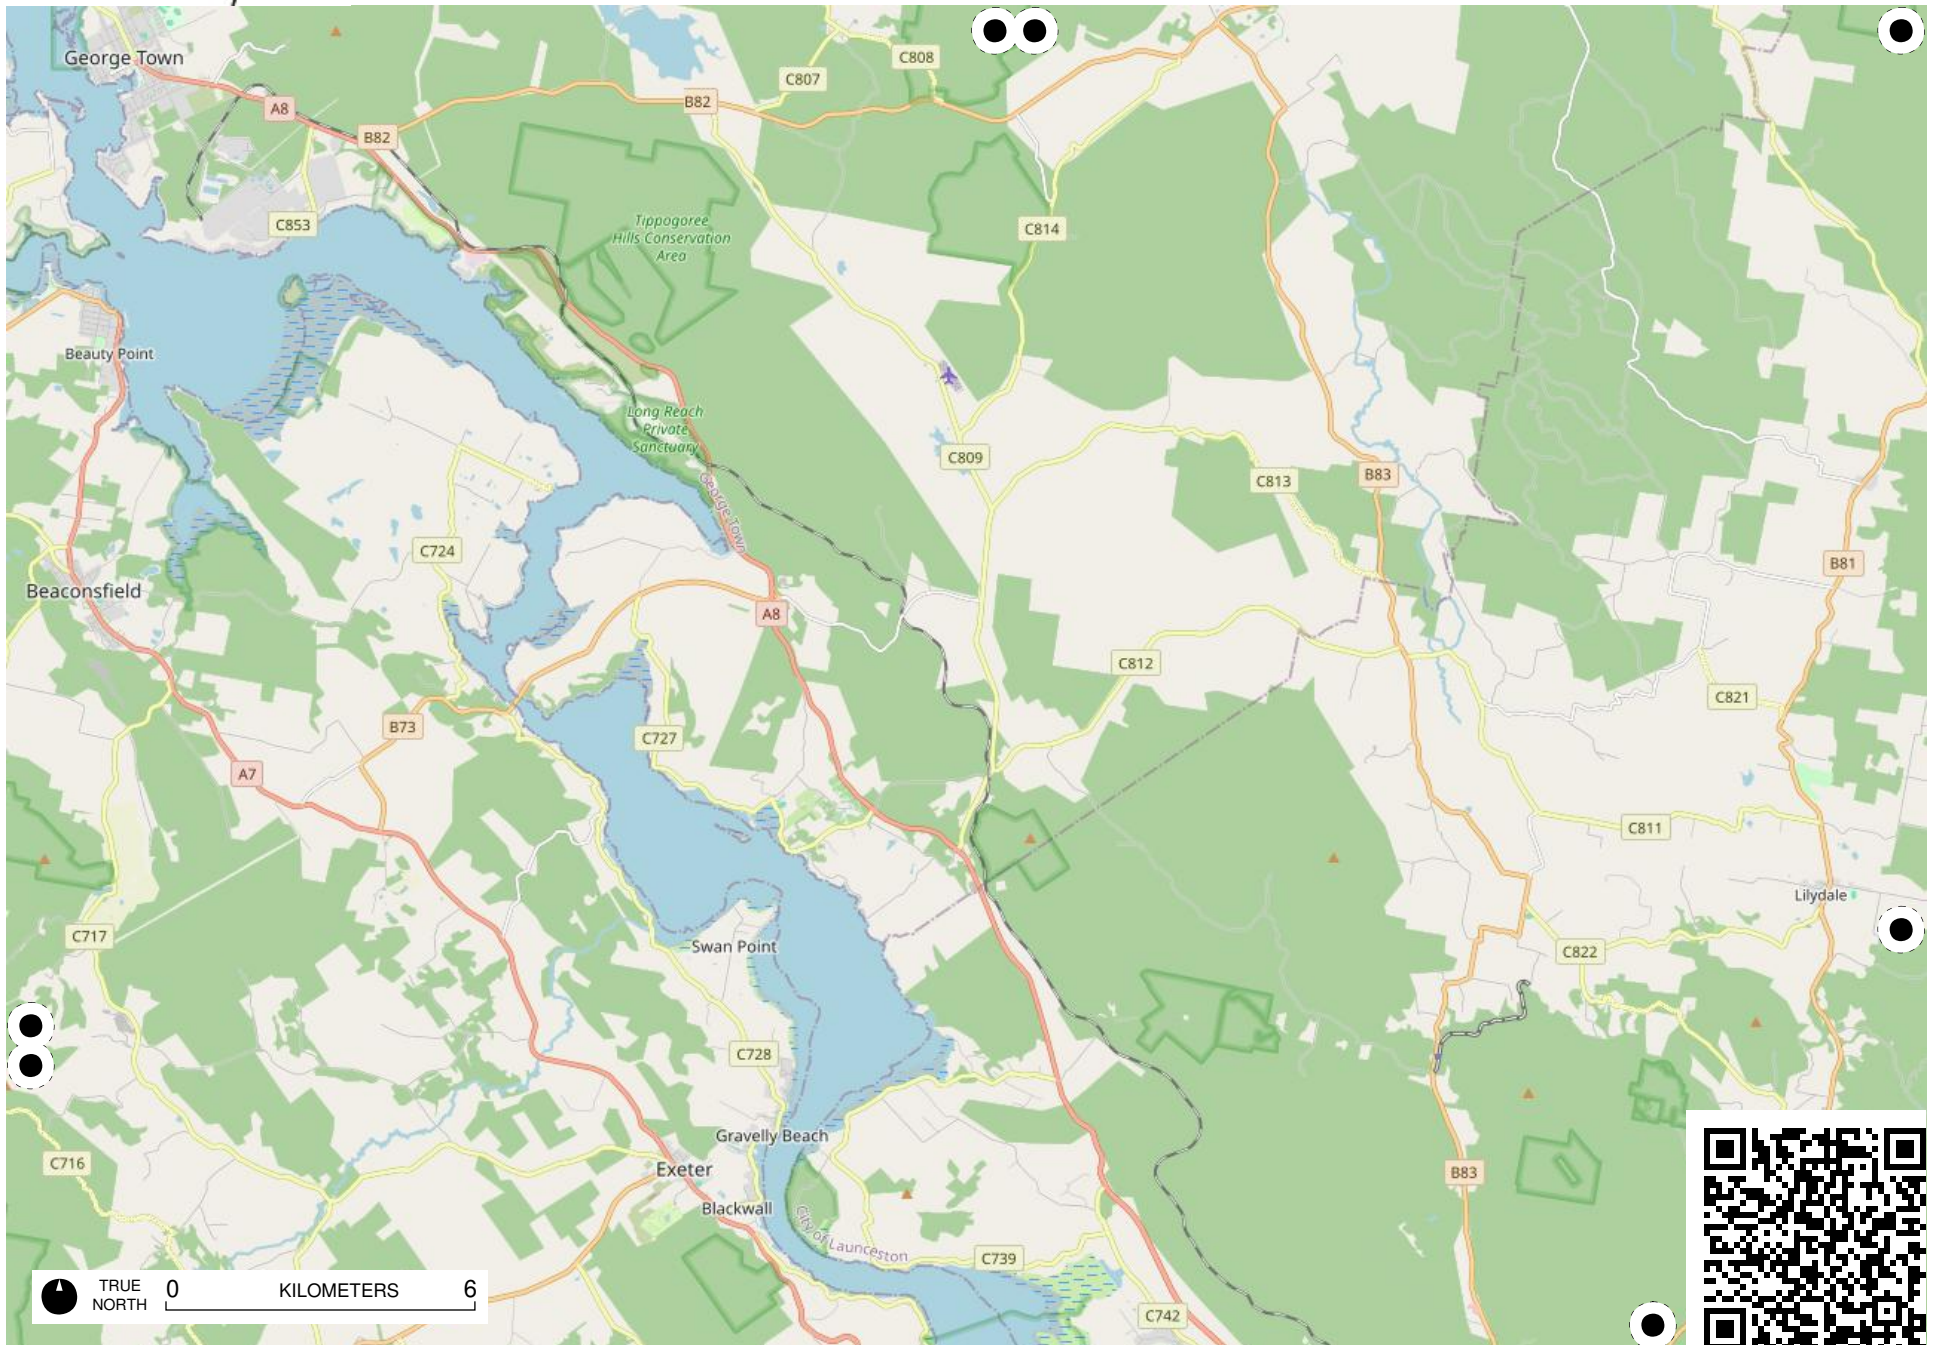 George Town
C808
C807
A8
B82
B82
C853
Tippogoree
Hills Conservation
Area
C814
Beauty Point
Long Reach
Private
Sanctuary
C809
C813
B83
George Town
C724
B81
Beaconsfield
A8
C812
C821
B73
C727
A7
C811
Lilydale
C717
Swan Point
C822
C728
Gravelly Beach
C716
Exeter
B83
Blackwall
City of Launceston
C739
TRUE
NORTH
0 KILOMETERS 6
C742